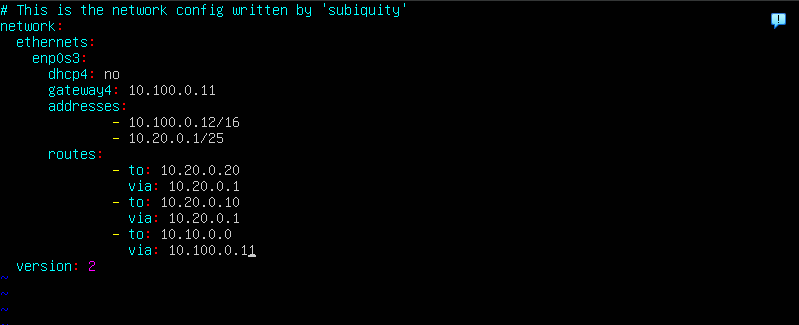 # This is the network config written by 'subiquity'
network:
  ethernets:
    enp0s3:
      dhcp4: no
      gateway4: 10.100.0.11
      addresses:
              - 10.100.0.12/16
              - 10.20.0.1/25
      routes:
              - to: 10.20.0.20
                via: 10.20.0.1
              - to: 10.20.0.10
                via: 10.20.0.1
              - to: 10.10.0.0
                via: 10.100.0.11
  version: 2
~
~
~
~